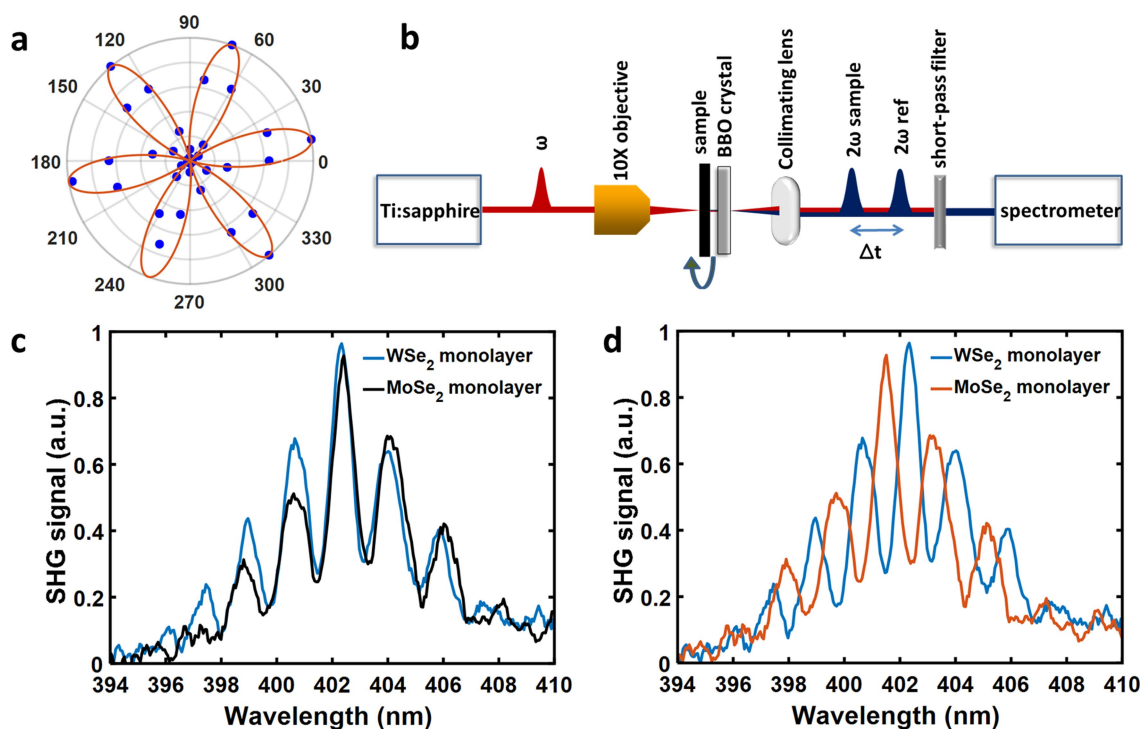 a
90
120
60
150
30
180
0
210
330
240
300
270
b
Ti:sapphire
ω
10X objective
sample
BBO crystal
Collimating lens
2ω sample
2ω ref
short-pass filter
Δt
spectrometer
c
1
0.8
0.6
0.4
0.2
0
SHG signal (a.u.)
WSe2 monolayer
MoSe2 monolayer
394 396 398 400 402 404 406 408 410
Wavelength (nm)
d
1
0.8
0.6
0.4
0.2
0
SHG signal (a.u.)
WSe2 monolayer
MoSe2 monolayer
394 396 398 400 402 404 406 408 410
Wavelength (nm)